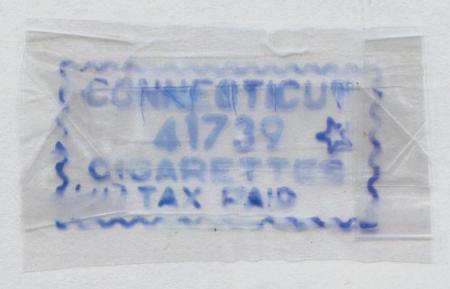 CONNECTICUT
41739
CIGARETTES
TAX PAID